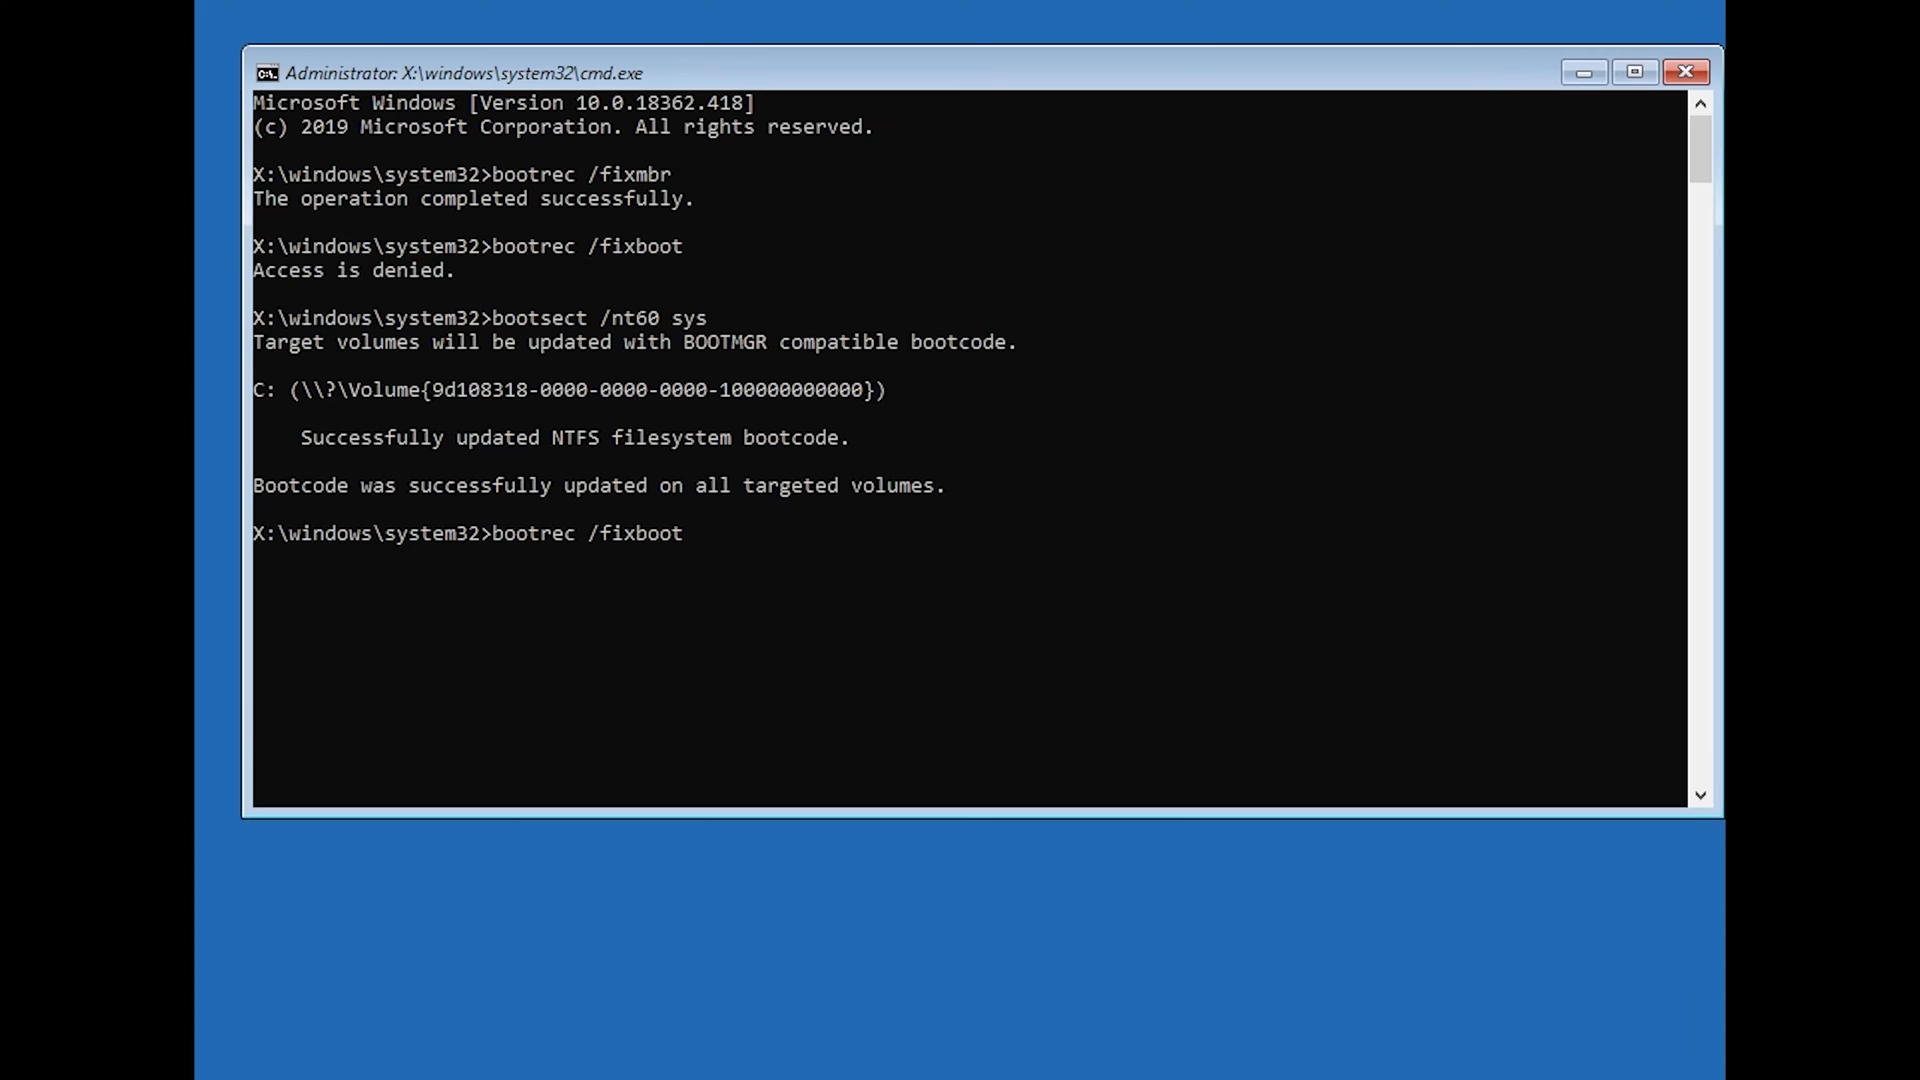 Administrator: X:\windows\system32\cmd.exe
Microsoft Windows [Version 10.0.18362.418]
(c) 2019 Microsoft Corporation. All rights reserved.
X:\windows\system32>bootrec /fixmbr
The operation completed successfully.
X:\windows\system32>bootrec /fixboot
Access is denied.
X:\windows\system32>bootsect /nt60 sys
Target volumes will be updated with BOOTMGR compatible bootcode.
C: (\\?\Volume{9d108318-0000-0000-0000-100000000000})
Successfully updated NTFS filesystem bootcode.
Bootcode was successfully updated on all targeted volumes.
X:\windows\system32>bootrec /fixboot